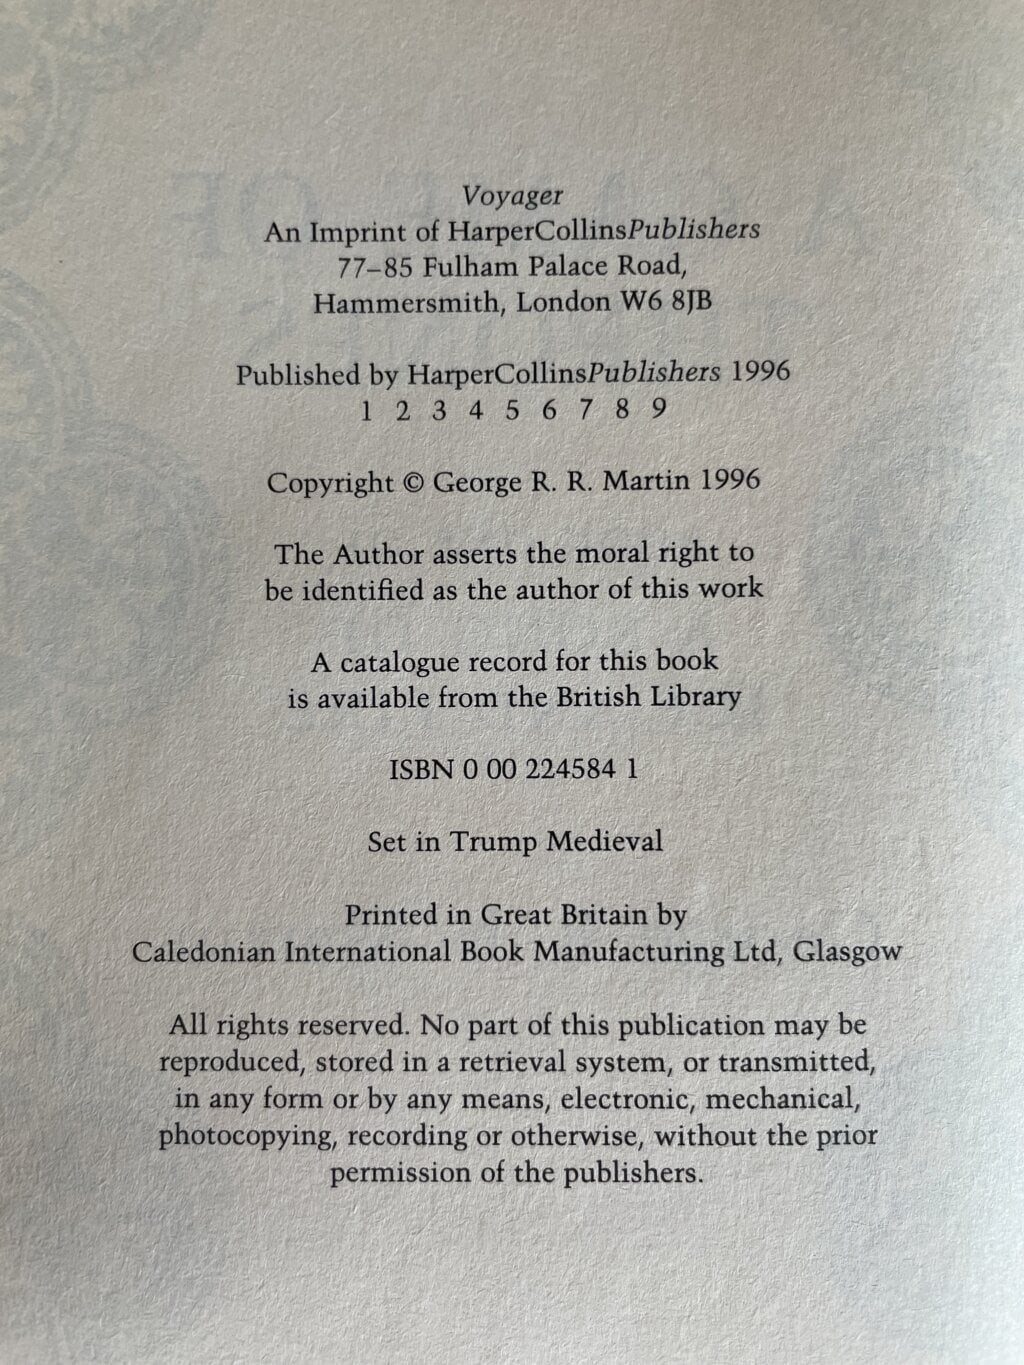 Voyager
An Imprint of HarperCollinsPublishers
77–85 Fulham Palace Road,
Hammersmith, London W6 8JB
Published by HarperCollinsPublishers 1996
1 2 3 4 5 6 7 8 9
Copyright © George R. R. Martin 1996
The Author asserts the moral right to
be identified as the author of this work
A catalogue record for this book
is available from the British Library
ISBN 0 00 224584 1
Set in Trump Medieval
Printed in Great Britain by
Caledonian International Book Manufacturing Ltd, Glasgow
All rights reserved. No part of this publication may be
reproduced, stored in a retrieval system, or transmitted,
in any form or by any means, electronic, mechanical,
photocopying, recording or otherwise, without the prior
permission of the publishers.